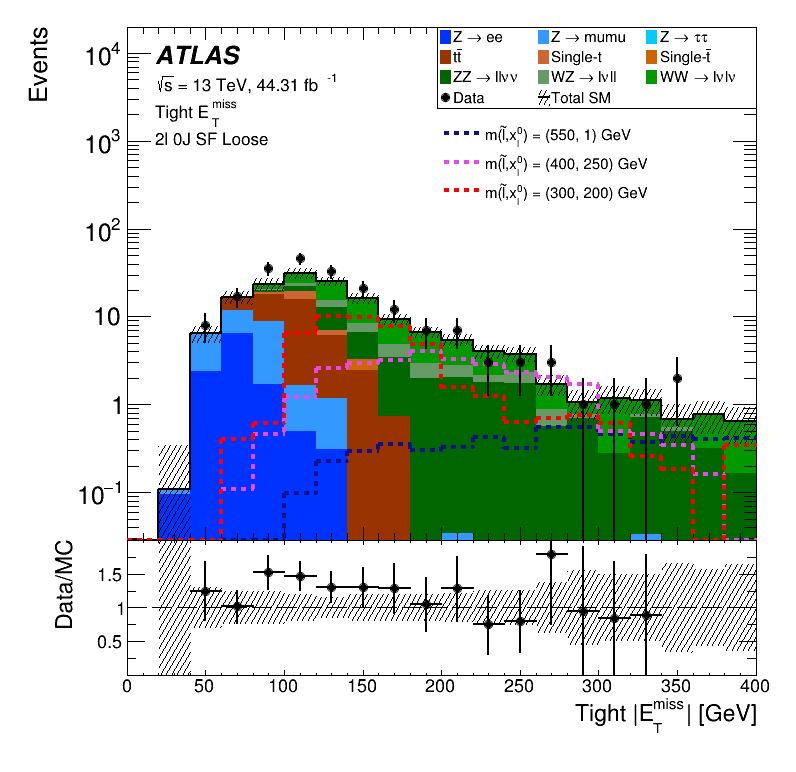 Events
10⁴
10³
10²
10
1
10⁻¹
ATLAS
√s = 13 TeV, 44.31 fb⁻¹
Tight E_T^miss
2l 0J SF Loose
Z → ee
Z → mumu
Z → ττ
tt̄
Single-t
Single-t̄
ZZ → llνν
WZ → lνll
WW → lνlν
Data
Total SM
m(l̃,x̃⁰₁) = (550, 1) GeV
m(l̃,x̃⁰₁) = (400, 250) GeV
m(l̃,x̃⁰₁) = (300, 200) GeV
Data/MC
1.5
1
0.5
0 50 100 150 200 250 300 350 400
Tight |E_T^miss| [GeV]